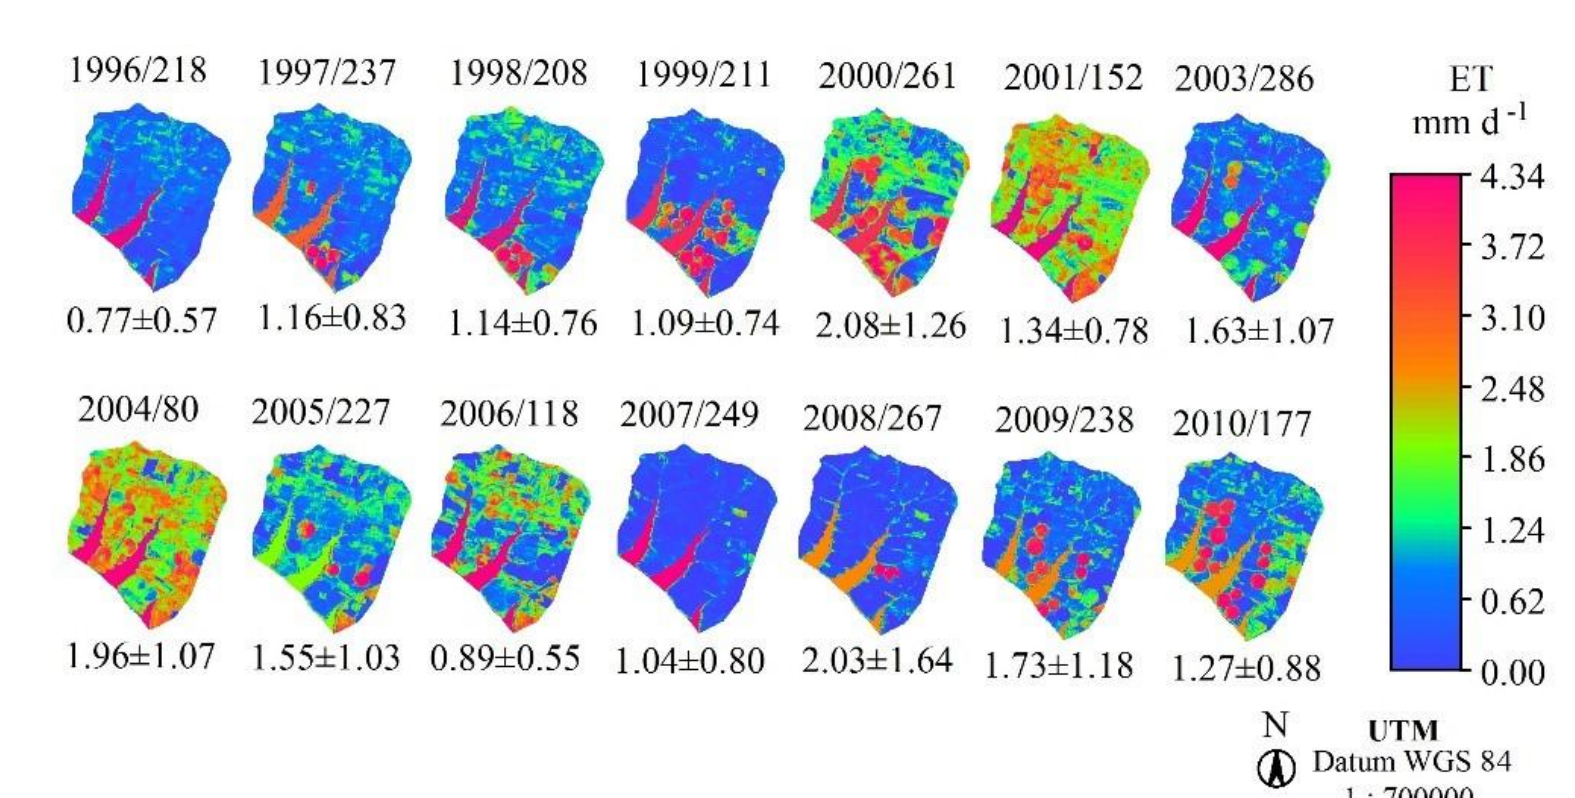 1996/218 1997/237 1998/208 1999/211 2000/261 2001/152 2003/286
0.77±0.57 1.16±0.83 1.14±0.76 1.09±0.74 2.08±1.26 1.34±0.78 1.63±1.07
2004/80 2005/227 2006/118 2007/249 2008/267 2009/238 2010/177
1.96±1.07 1.55±1.03 0.89±0.55 1.04±0.80 2.03±1.64 1.73±1.18 1.27±0.88
ET
mm d⁻¹
4.34
3.72
3.10
2.48
1.86
1.24
0.62
0.00
N
UTM
Datum WGS 84
1 : 700000